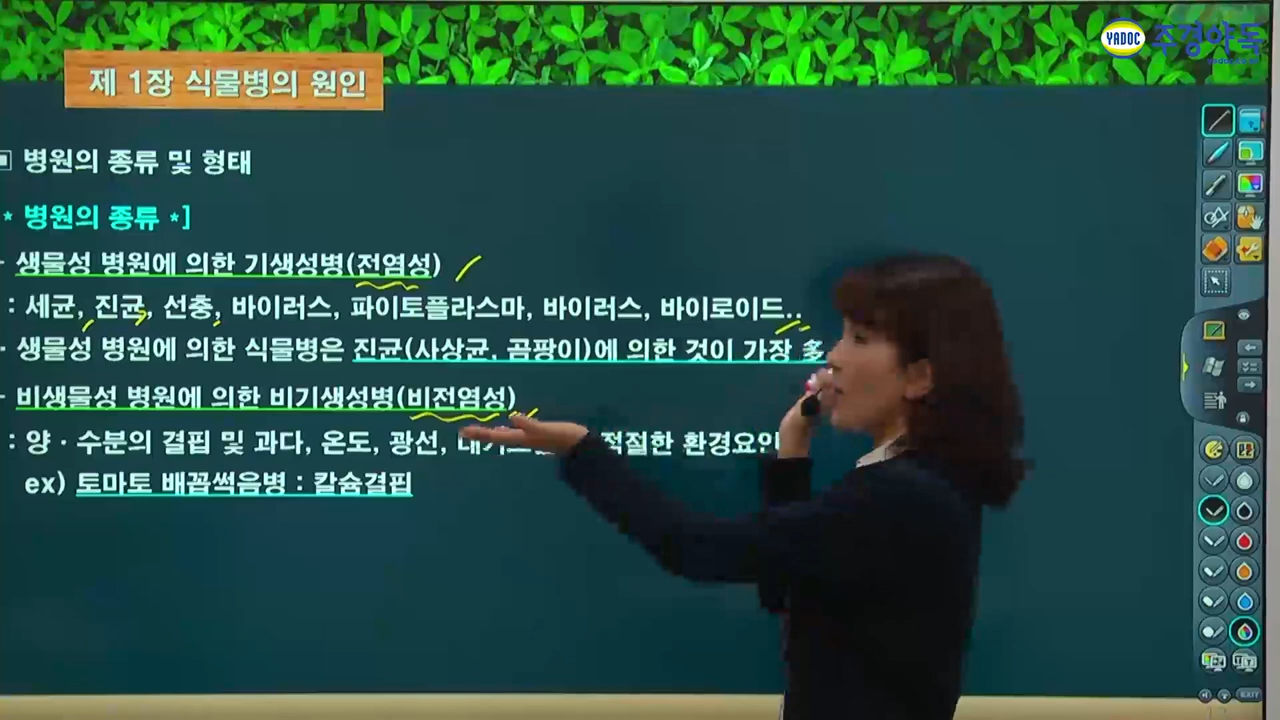 YADOC 주경야독
제 1장 식물병의 원인
병원의 종류 및 형태
* 병원의 종류 *]
- 생물성 병원에 의한 기생성병(전염성)
: 세균, 진균, 선충, 바이러스, 파이토플라스마, 바이러스, 바이로이드..
- 생물성 병원에 의한 식물병은 진균(사상균, 곰팡이)에 의한 것이 가장 多
- 비생물성 병원에 의한 비기생성병(비전염성)
: 양 · 수분의 결핍 및 과다, 온도, 광선, 적절한 환경요인
ex) 토마토 배꼽썩음병 : 칼슘결핍
EXIT